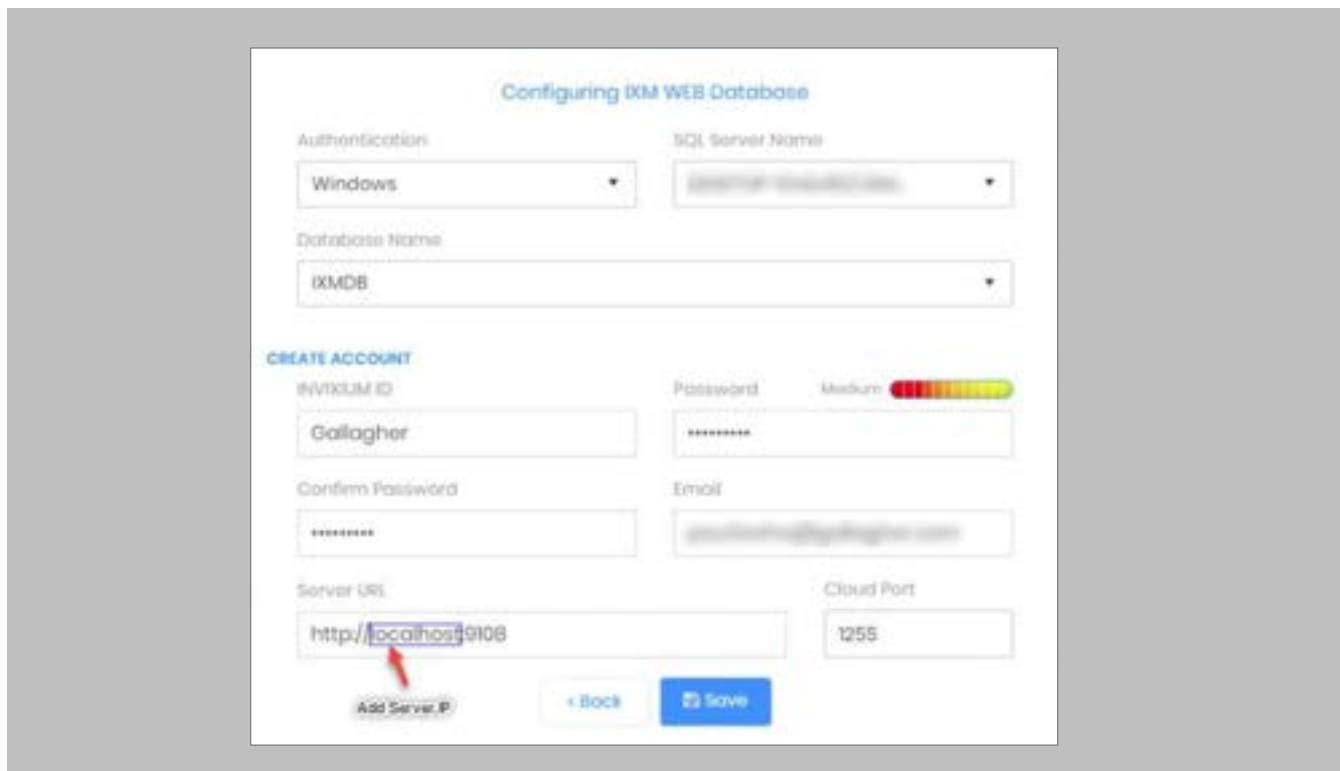 Configuring IXM WEB Database
Authentication SQL Server Name
Windows
Database Name
IXMDB
CREATE ACCOUNT
INVIXIUM ID Password Medium
Gallagher •••••••••
Confirm Password Email
•••••••••
Server URL Cloud Port
http://localhost:9108 1255
Add Server IP
< Back Save